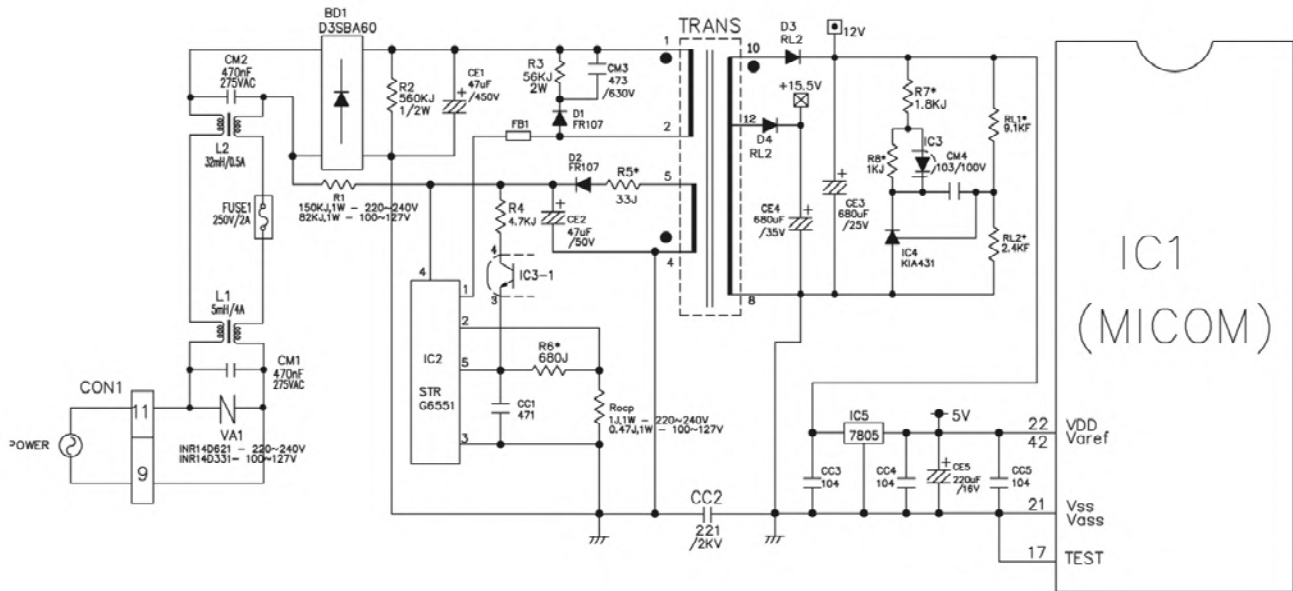 BD1
D3SBA60
TRANS
D3
RL2
12V
CM2
470nF
275VAC
R2
560KJ
1/2W
CE1
+
47uF
/450V
R3
56KJ
2W
CM3
473
/630V
1
10
+15.5V
R7*
1.8KJ
D1
FR107
FB1
2
12
D4
RL2
IC3
RL1*
9.1KF
L2
32mH/0.5A
D2
FR107
R5*
33J
5
R8*
1KJ
CM4
/103/100V
FUSE1
250V/2A
R1
150KJ,1W - 220~240V
82KJ,1W - 100~127V
R4
4.7KJ
+
CE2
47uF
/50V
4
+
CE4
680uF
/35V
+
CE3
680uF
/25V
IC4
KIA431
RL2*
2.4KF
IC1
(MICOM)
4
IC3-1
3
4
1
8
L1
5mH/4A
2
IC2
STR
G6551
5
R6*
680J
CM1
470nF
275VAC
CC1
471
Rocp
1J,1W - 220~240V
0.47J,1W - 100~127V
3
CON1
11
9
POWER
VA1
INR14D621 - 220~240V
INR14D331- 100~127V
IC5
7805
5V
22
VDD
42
Varef
CC3
104
CC4
104
+
CE5
220uF
/16V
CC5
104
CC2
221
/2KV
21
Vss
Vass
17
TEST